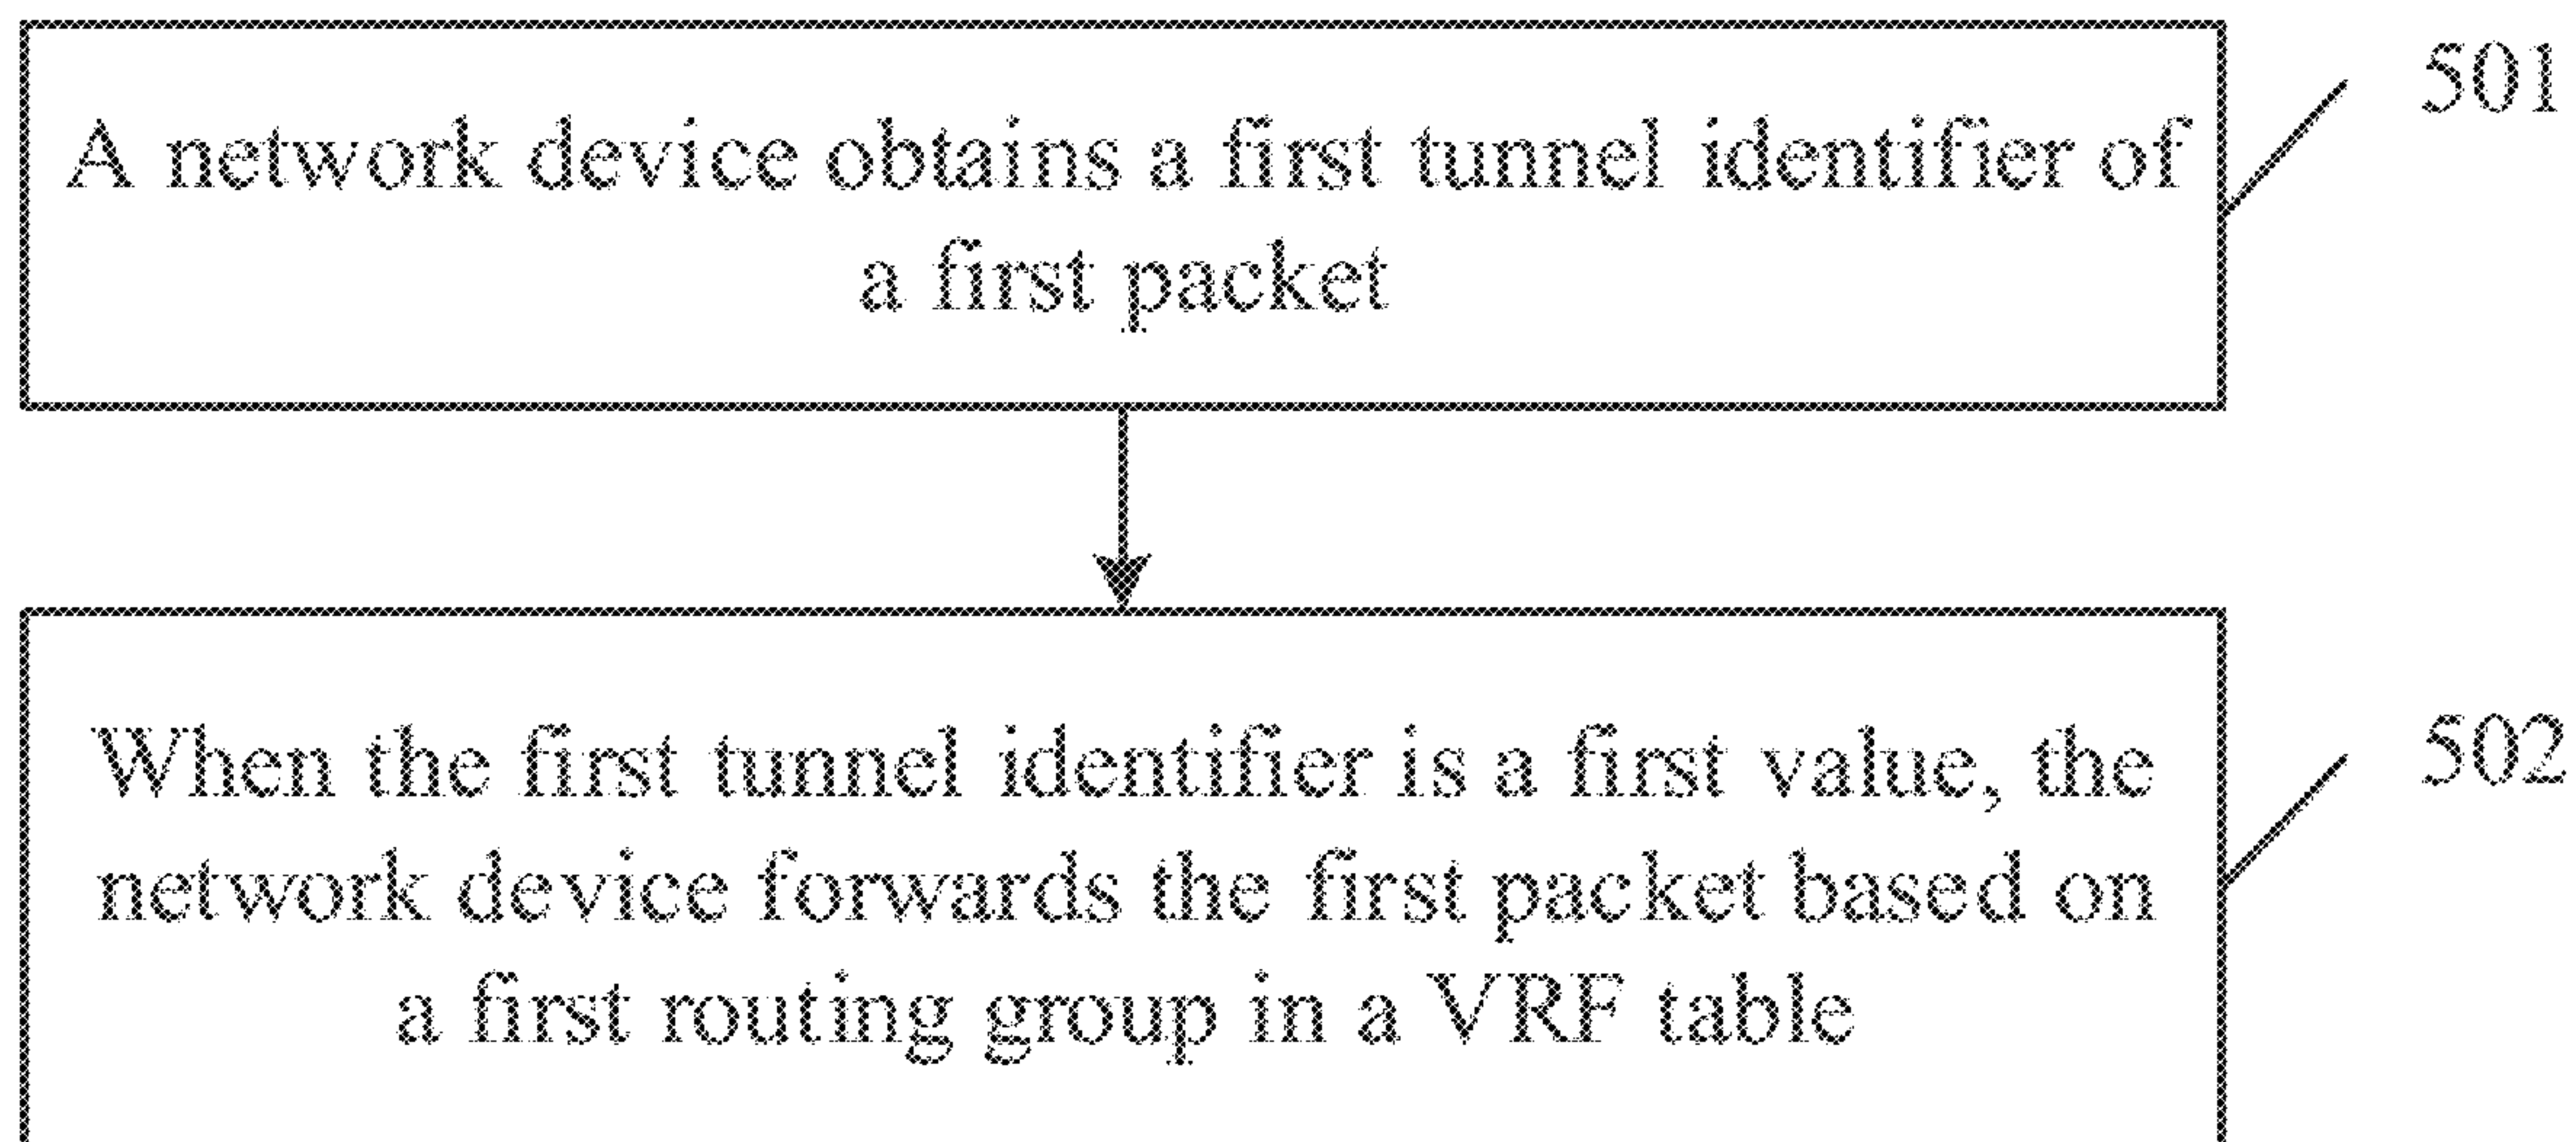 A network device obtains a first tunnel identifier of
a first packet
501
When the first tunnel identifier is a first value, the
network device forwards the first packet based on
a first routing group in a VRF table
502